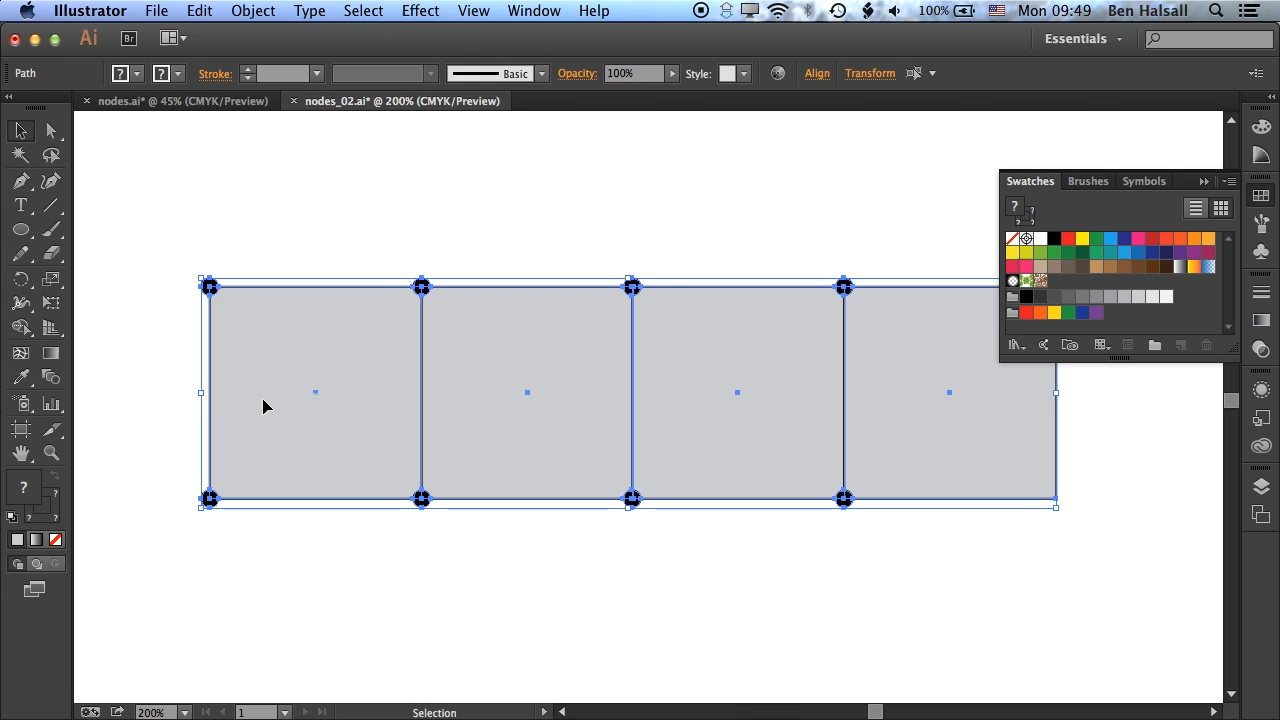 Illustrator File Edit Object Type Select Effect View Window Help 100% Mon 09:49 Ben Halsall
Ai Br Essentials
Path ? ? Stroke: Basic Opacity: 100% Style: Align Transform
nodes.ai* @ 45% (CMYK/Preview) nodes_02.ai* @ 200% (CMYK/Preview)
Swatches Brushes Symbols
?
?
T
?
?
? ?
200% 1 Selection